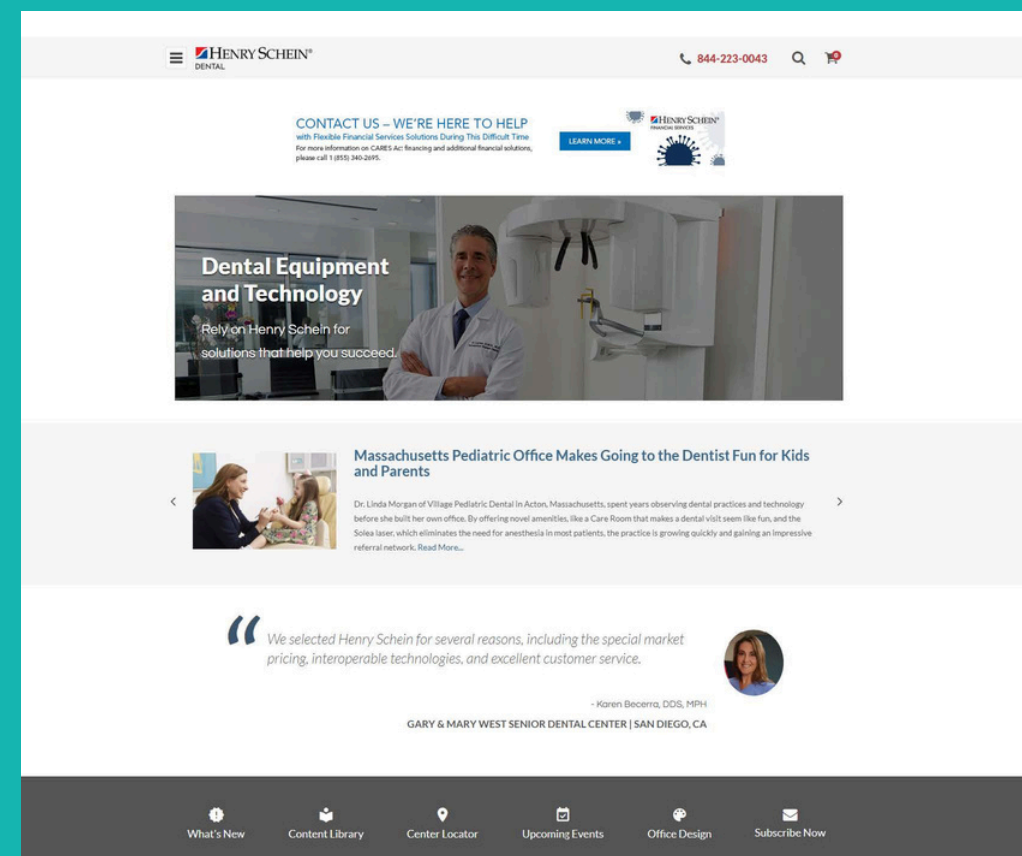 HENRY SCHEIN®
DENTAL
844-223-0043
0
CONTACT US – WE'RE HERE TO HELP
with Flexible Financial Services Solutions During This Difficult Time
For more information on CARES Act financing and additional financial solutions,
please call 1 (855) 340-2695.
LEARN MORE »
HENRY SCHEIN®
FINANCIAL SERVICES
Dental Equipment
and Technology
Rely on Henry Schein for
solutions that help you succeed.
Massachusetts Pediatric Office Makes Going to the Dentist Fun for Kids
and Parents
Dr. Linda Morgan of Village Pediatric Dental in Acton, Massachusetts, spent years observing dental practices and technology
before she built her own office. By offering novel amenities, like a Care Room that makes a dental visit seem like fun, and the
Solea laser, which eliminates the need for anesthesia in most patients, the practice is growing quickly and gaining an impressive
referral network. Read More...
“ We selected Henry Schein for several reasons, including the special market
pricing, interoperable technologies, and excellent customer service.
- Karen Becerra, DDS, MPH
GARY & MARY WEST SENIOR DENTAL CENTER | SAN DIEGO, CA
What's New
Content Library
Center Locator
Upcoming Events
Office Design
Subscribe Now